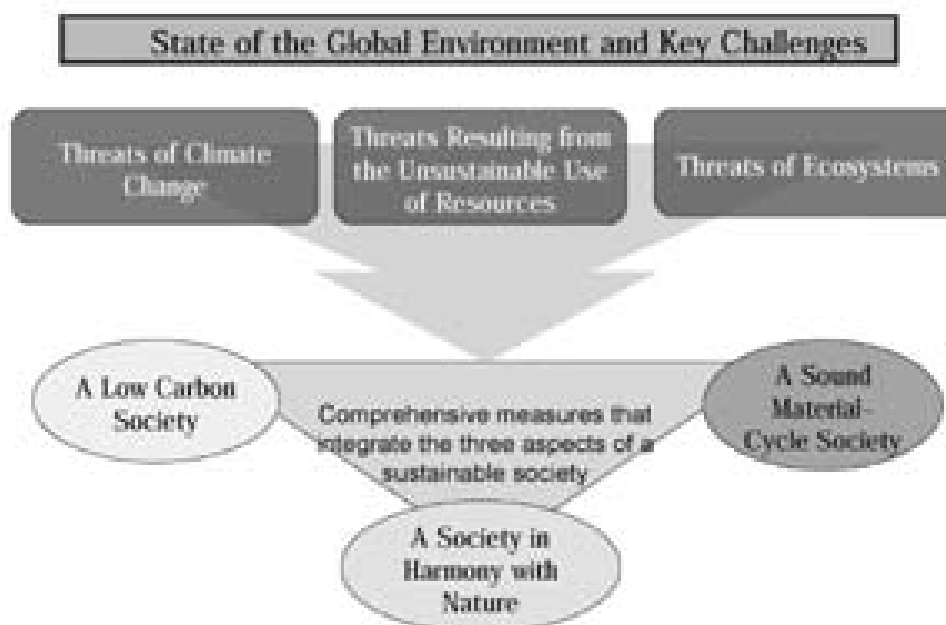 State of the Global Environment and Key Challenges
Threats of Climate
Change
Threats Resulting from
the Unsustainable Use
of Resources
Threats of Ecosystems
A Low Carbon
Society
Comprehensive measures that
integrate the three aspects of a
sustainable society
A Sound
Material-
Cycle Society
A Society in
Harmony with
Nature